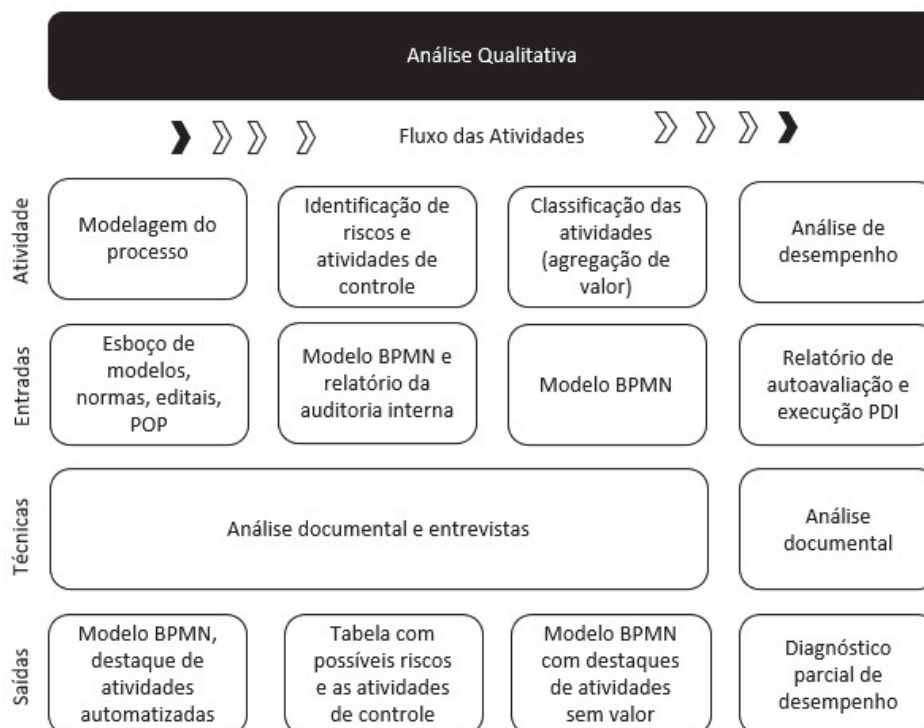 Análise Qualitativa
Fluxo das Atividades
Atividade
Modelagem do
processo
Identificação de
riscos e
atividades de
controle
Classificação das
atividades
(agregação de
valor)
Análise de
desempenho
Entradas
Esboço de
modelos,
normas, editais,
POP
Modelo BPMN e
relatório da
auditoria interna
Modelo BPMN
Relatório de
autoavaliação e
execução PDI
Técnicas
Análise documental e entrevistas
Análise
documental
Saídas
Modelo BPMN,
destaque de
atividades
automatizadas
Tabela com
possíveis riscos
e as atividades
de controle
Modelo BPMN
com destaques
de atividades
sem valor
Diagnóstico
parcial de
desempenho